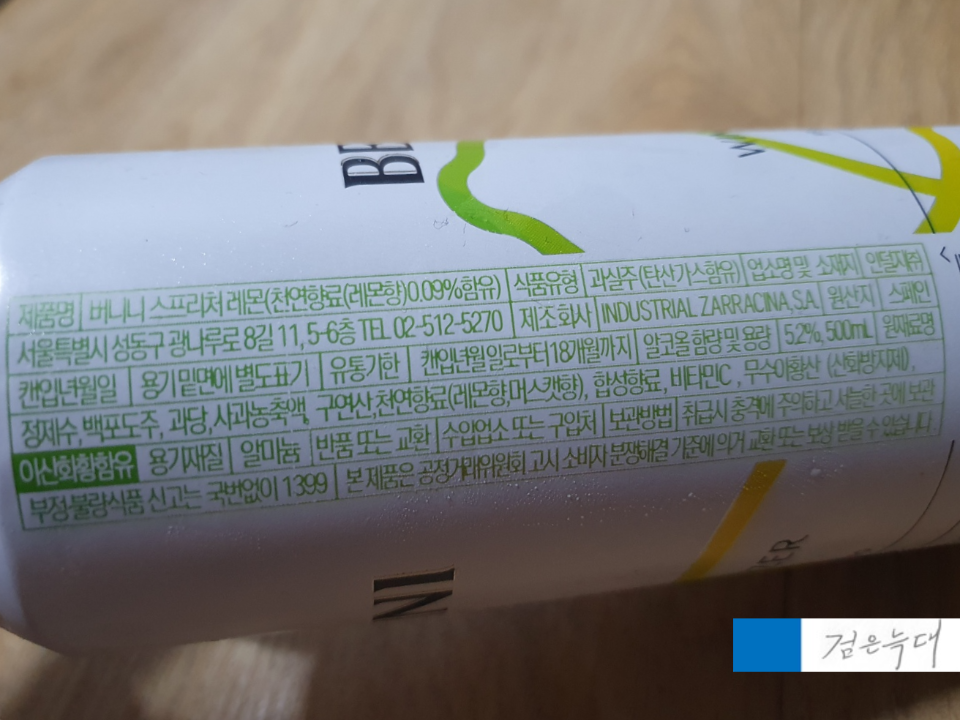 BE
W
제품명 버니니 스프리처 레몬(천연향료(레몬향)0.09%함유) 식품유형 과실주(탄산가스함유) 업소명 및 소재지 인털자쥐
서울특별시 성동구 광나루로 8길 11, 5-6층 TEL 02-512-5270 제조회사 INDUSTRIAL ZARRACINA,S.A. 원산지 스페인
캔입년월일 용기 밑면에 별도표기 유통기한 캔입년월일로부터 18개월까지 알코올 함량 및 용량 5.2%, 500mL 원재료명
정제수, 백포도주, 과당, 사과농축액, 구연산, 천연향료(레몬향,머스캣향), 합성향료, 비타민C, 무수아황산 (산화방지제),
이산화황함유 용기재질 알미늄 반품 또는 교환 수입업소 또는 구입처 보관방법 취급시 충격에 주의하고 서늘한 곳에 보관
부정·불량식품 신고는 국번없이 1399 본 제품은 공정거래위원회 고시 소비자 분쟁해결 기준에 의거 교환 또는 보상 받을 수 있습니다.
NI
검은늑대